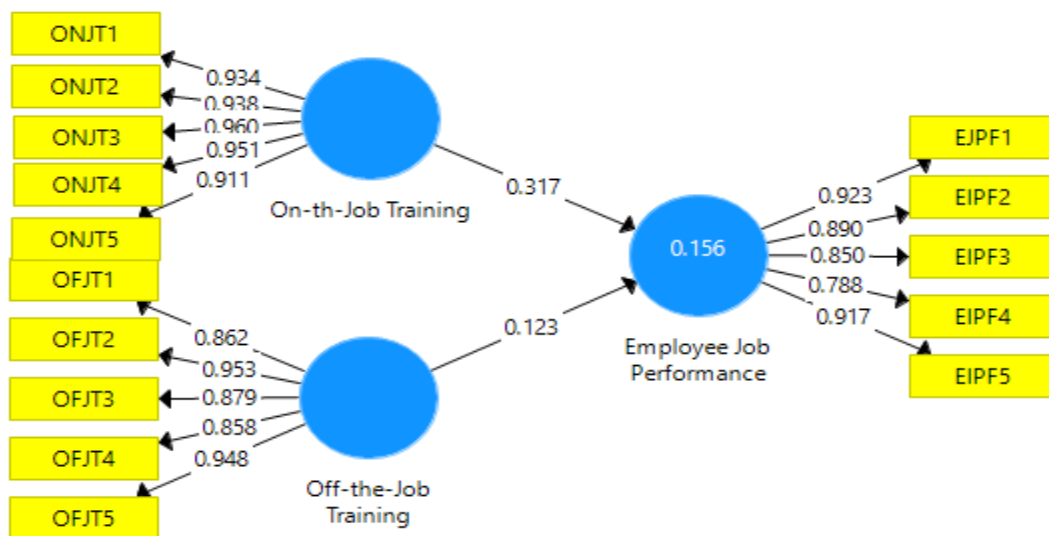 ONJT1
ONJT2
ONJT3
ONJT4
ONJT5
0.934
0.938
0.960
0.951
0.911
On-th-Job Training
OFJT1
OFJT2
OFJT3
OFJT4
OFJT5
0.862
0.953
0.879
0.858
0.948
Off-the-Job
Training
0.317
0.123
0.156
Employee Job
Performance
0.923
0.890
0.850
0.788
0.917
EJPF1
EIPF2
EIPF3
EIPF4
EIPF5